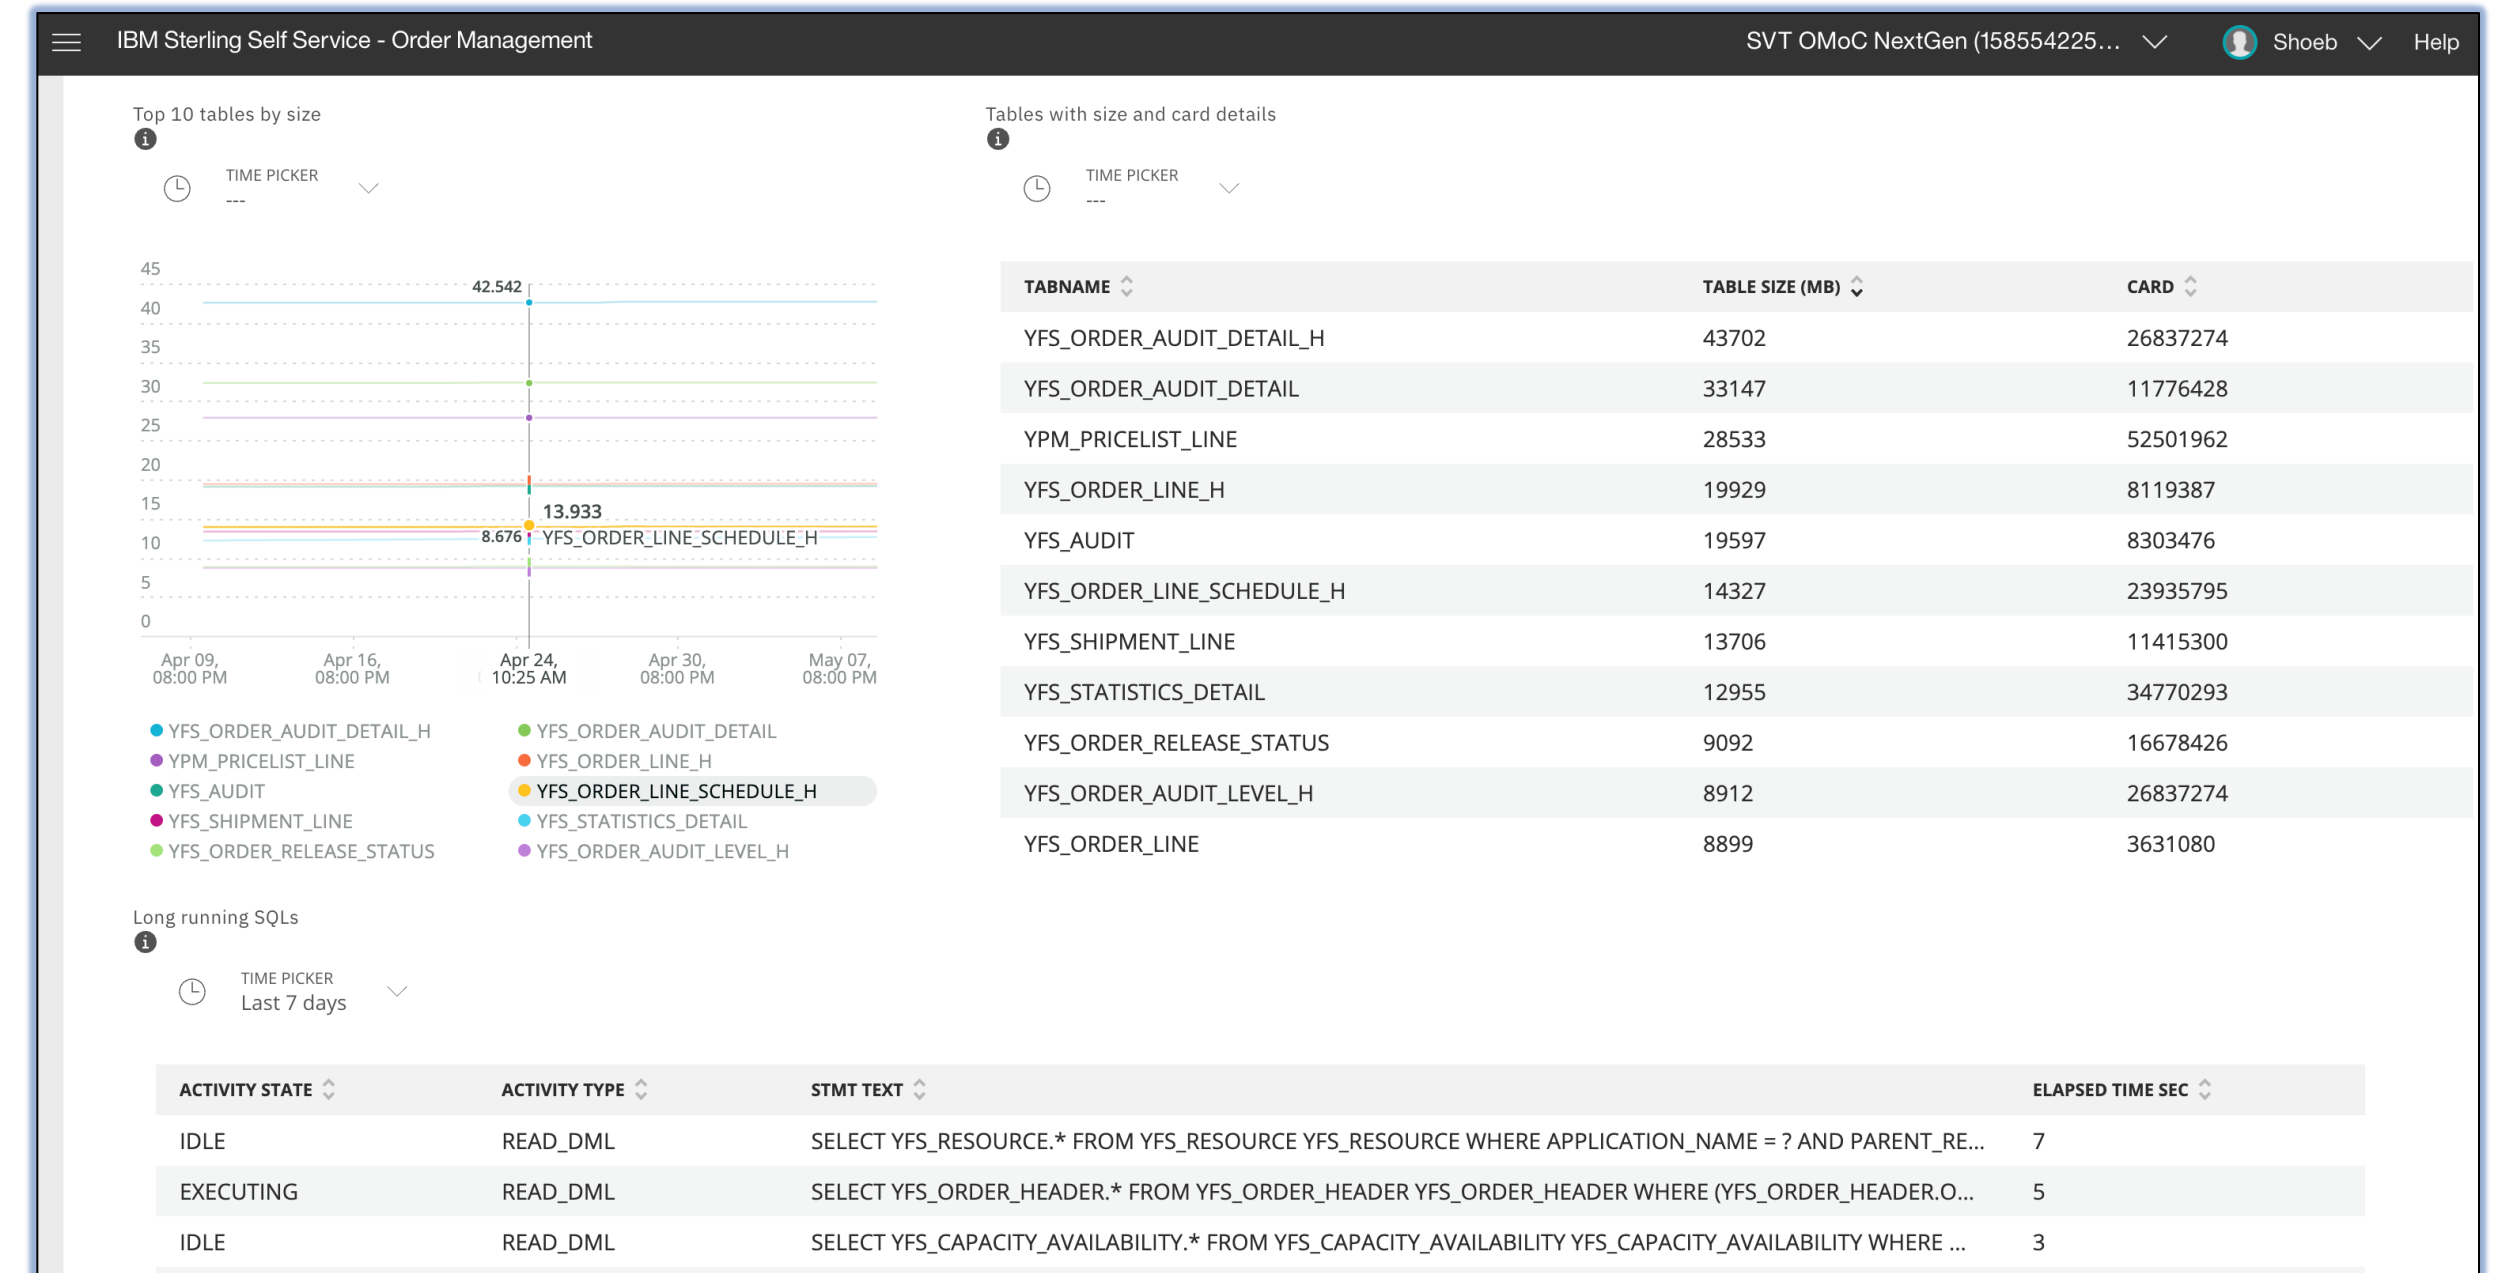 IBM Sterling Self Service - Order Management
SVT OMoC NextGen (158554225...
Shoeb
Help
Top 10 tables by size
TIME PICKER
---
45
40
35
30
25
20
15
10
5
0
42.542
13.933
8.676
YFS_ORDER_LINE_SCHEDULE_H
Apr 09,
08:00 PM
Apr 16,
08:00 PM
Apr 24,
10:25 AM
Apr 30,
08:00 PM
May 07,
08:00 PM
YFS_ORDER_AUDIT_DETAIL_H
YFS_ORDER_AUDIT_DETAIL
YPM_PRICELIST_LINE
YFS_ORDER_LINE_H
YFS_AUDIT
YFS_ORDER_LINE_SCHEDULE_H
YFS_SHIPMENT_LINE
YFS_STATISTICS_DETAIL
YFS_ORDER_RELEASE_STATUS
YFS_ORDER_AUDIT_LEVEL_H
Tables with size and card details
TIME PICKER
---
TABNAME TABLE SIZE (MB) CARD
YFS_ORDER_AUDIT_DETAIL_H 43702 26837274
YFS_ORDER_AUDIT_DETAIL 33147 11776428
YPM_PRICELIST_LINE 28533 52501962
YFS_ORDER_LINE_H 19929 8119387
YFS_AUDIT 19597 8303476
YFS_ORDER_LINE_SCHEDULE_H 14327 23935795
YFS_SHIPMENT_LINE 13706 11415300
YFS_STATISTICS_DETAIL 12955 34770293
YFS_ORDER_RELEASE_STATUS 9092 16678426
YFS_ORDER_AUDIT_LEVEL_H 8912 26837274
YFS_ORDER_LINE 8899 3631080
Long running SQLs
TIME PICKER
Last 7 days
ACTIVITY STATE ACTIVITY TYPE STMT TEXT ELAPSED TIME SEC
IDLE READ_DML SELECT YFS_RESOURCE.* FROM YFS_RESOURCE YFS_RESOURCE WHERE APPLICATION_NAME = ? AND PARENT_RE... 7
EXECUTING READ_DML SELECT YFS_ORDER_HEADER.* FROM YFS_ORDER_HEADER YFS_ORDER_HEADER WHERE (YFS_ORDER_HEADER.O... 5
IDLE READ_DML SELECT YFS_CAPACITY_AVAILABILITY.* FROM YFS_CAPACITY_AVAILABILITY YFS_CAPACITY_AVAILABILITY WHERE ... 3